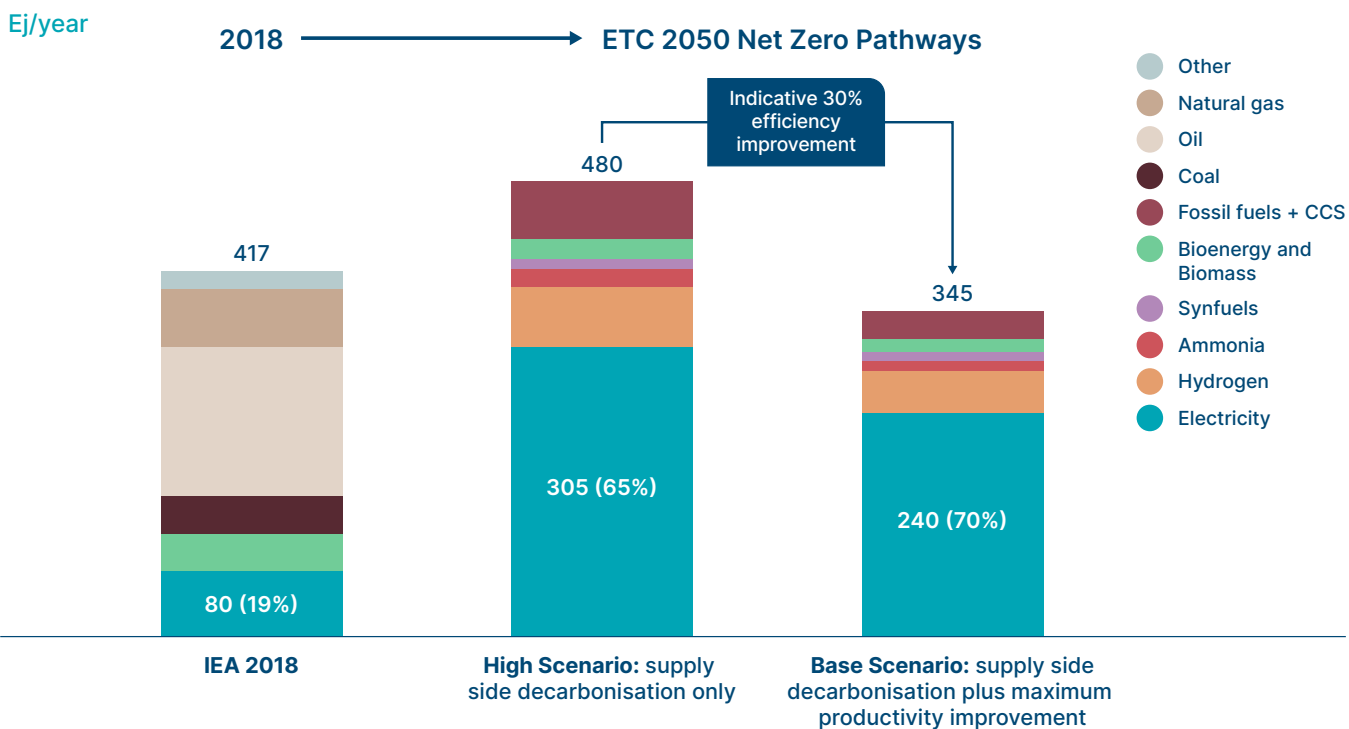 Ej/year
2018
ETC 2050 Net Zero Pathways
Indicative 30%
efficiency
improvement
417
480
345
80 (19%)
305 (65%)
240 (70%)
IEA 2018
High Scenario: supply
side decarbonisation only
Base Scenario: supply side
decarbonisation plus maximum
productivity improvement
Other
Natural gas
Oil
Coal
Fossil fuels + CCS
Bioenergy and
Biomass
Synfuels
Ammonia
Hydrogen
Electricity